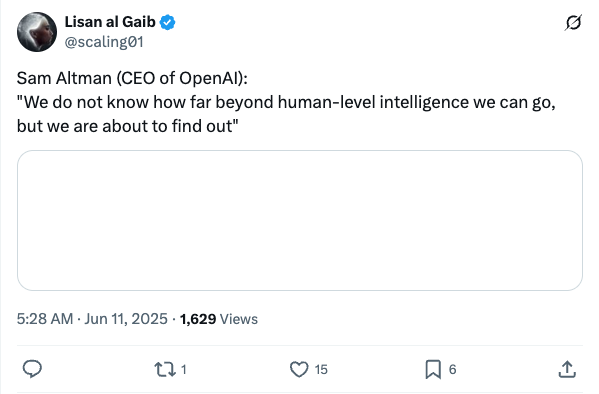 Lisan al Gaib
@scaling01
Sam Altman (CEO of OpenAI):
"We do not know how far beyond human-level intelligence we can go,
but we are about to find out"
5:28 AM · Jun 11, 2025 · 1,629 Views
1 15 6